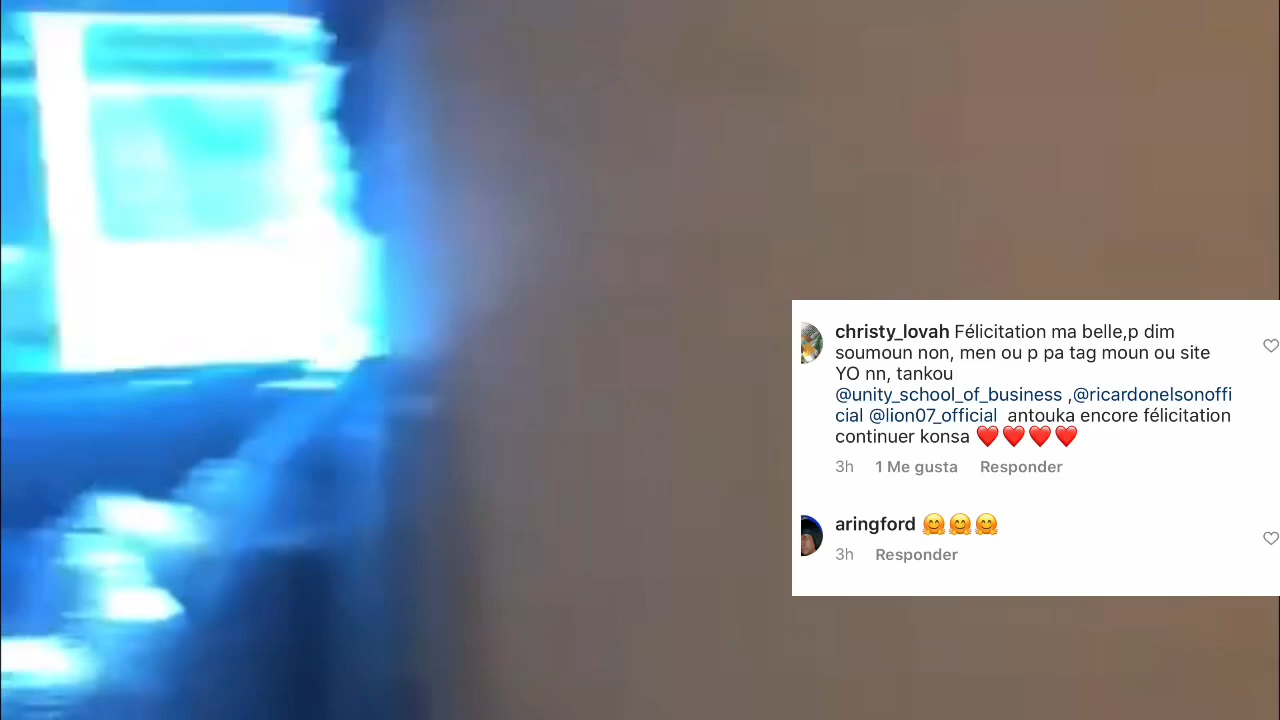 christy_lovah Félicitation ma belle,p dim
soumoun non, men ou p pa tag moun ou site
YO nn, tankou
@unity_school_of_business ,@ricardonelsonoffi
cial @lion07_official antouka encore félicitation
continuer konsa ❤️❤️❤️❤️
3h 1 Me gusta Responder
aringford 🤗🤗🤗
3h Responder